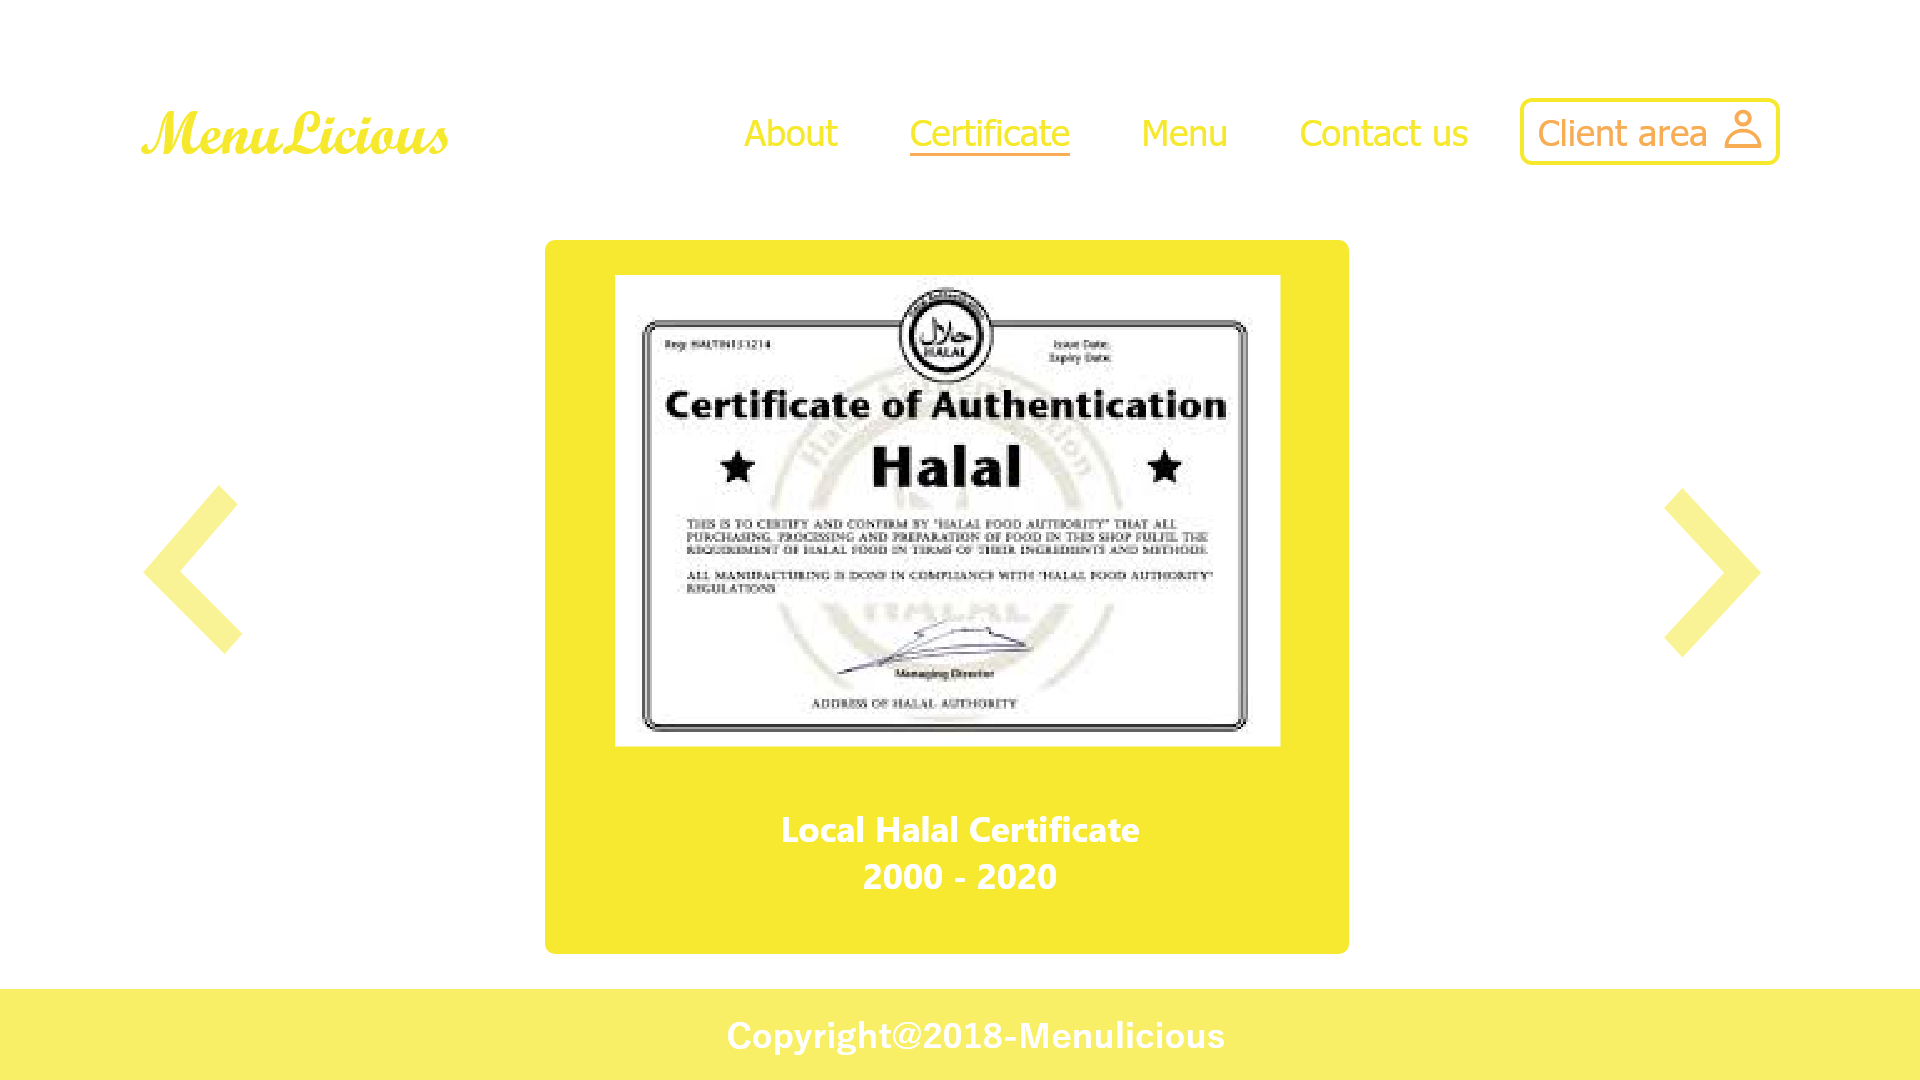 MenuLicious
About
Certificate
Menu
Contact us
Client area
حلال
HALAL
Issue Date:
Expiry Date:
Certificate of Authentication
Halal
THIS IS TO CERTIFY AND CONFIRM BY "HALAL FOOD AUTHORITY" THAT ALL
PURCHASING, PROCESSING AND PREPARATION OF FOOD IN THIS SHOP FULFIL THE
REQUIREMENT OF HALAL FOOD IN TERMS OF THEIR INGREDIENTS AND METHODS.
ALL MANUFACTURING IS DONE IN COMPLIANCE WITH "HALAL FOOD AUTHORITY"
REGULATIONS
Managing Director
ADDRESS OF HALAL AUTHORITY
Local Halal Certificate
2000 - 2020
Copyright@2018-Menulicious